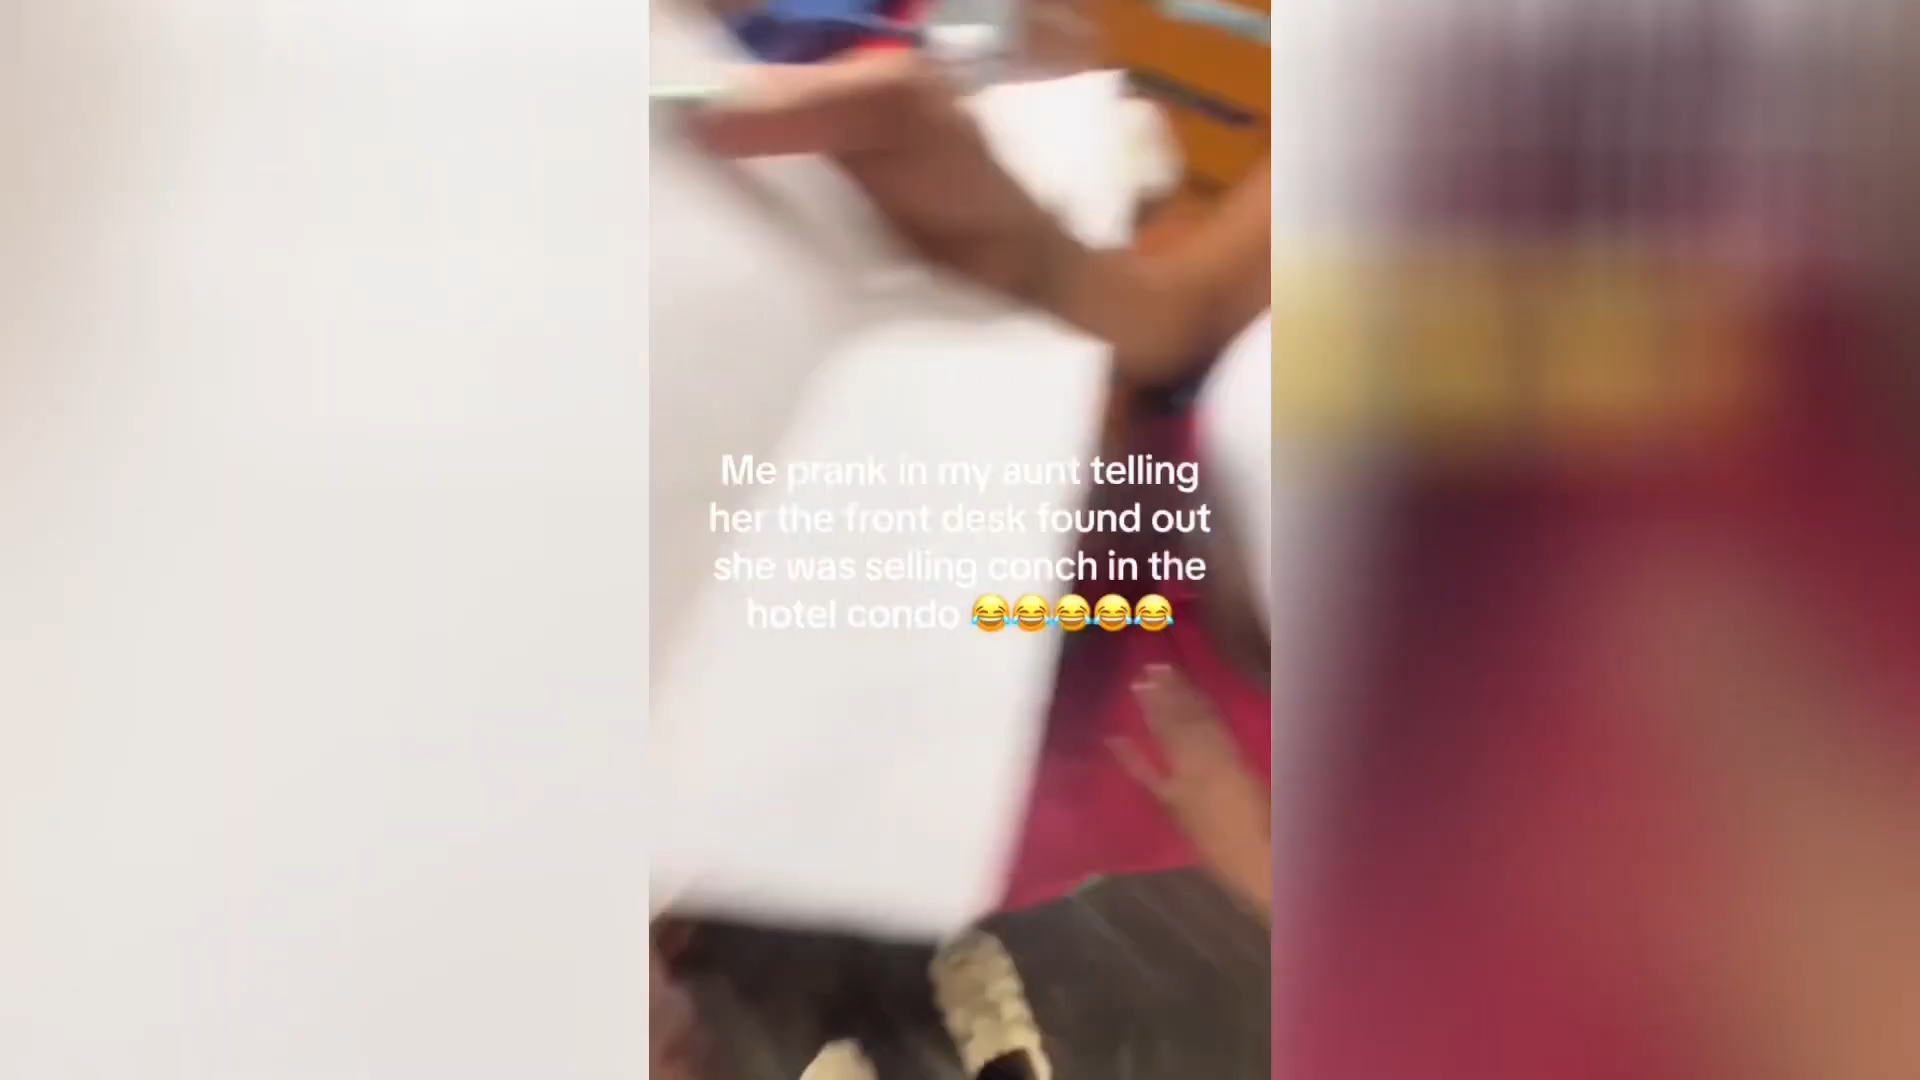 Me prank in my aunt telling
her the front desk found out
she was selling conch in the
hotel condo 😂😂😂😂😂